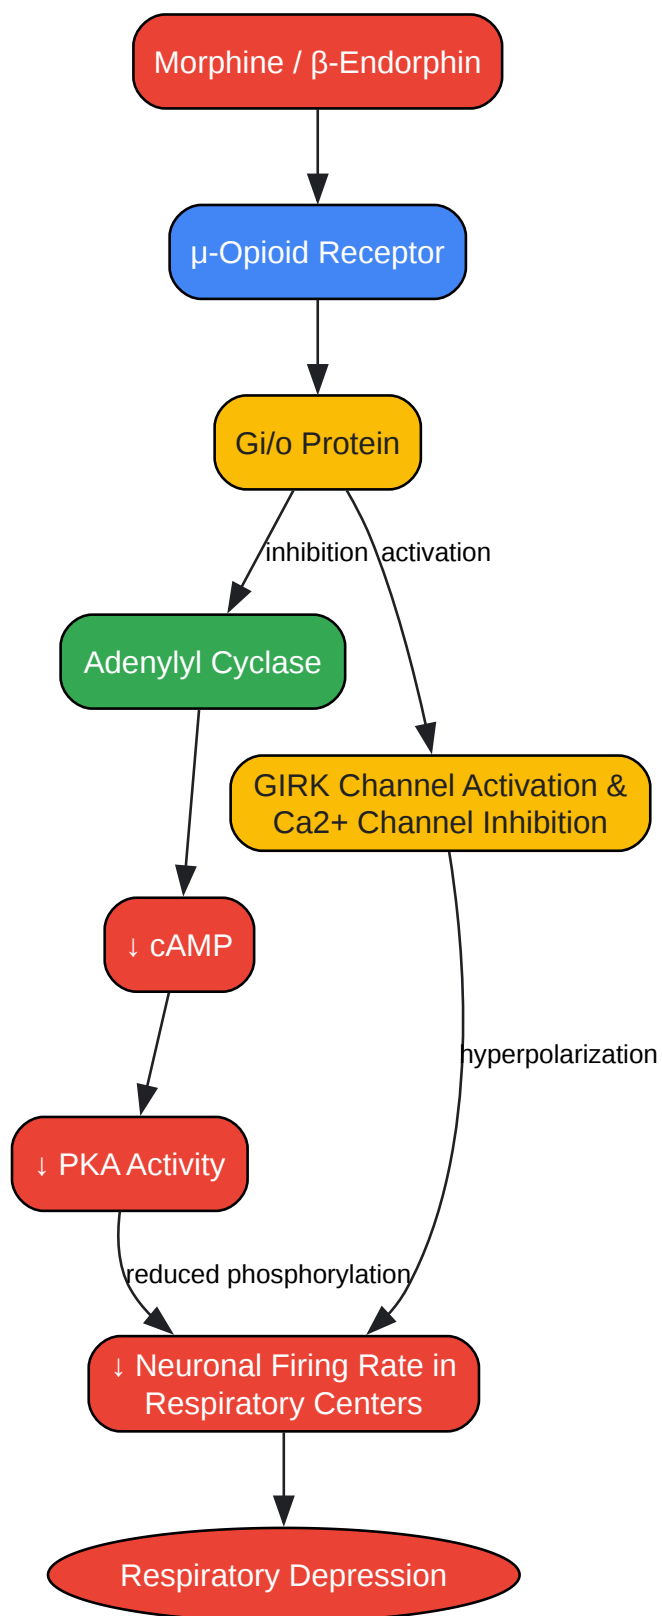 Morphine / β-Endorphin
μ-Opioid Receptor
Gi/o Protein
inhibition
activation
Adenylyl Cyclase
GIRK Channel Activation &
Ca2+ Channel Inhibition
↓ cAMP
hyperpolarization
↓ PKA Activity
reduced phosphorylation
↓ Neuronal Firing Rate in
Respiratory Centers
Respiratory Depression